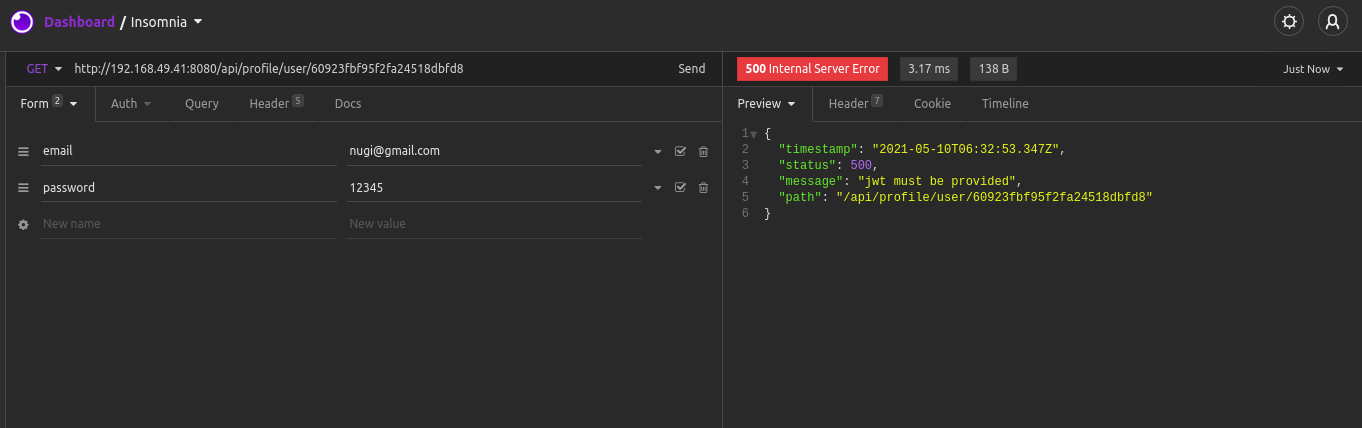 Dashboard / Insomnia
GET http://192.168.49.41:8080/api/profile/user/60923fbf95f2fa24518dbfd8 Send
500 Internal Server Error 3.17 ms 138 B Just Now
Form 2 Auth Query Header 5 Docs
Preview Header 7 Cookie Timeline
email nugi@gmail.com
password 12345
New name New value
1 {
2 "timestamp": "2021-05-10T06:32:53.347Z",
3 "status": 500,
4 "message": "jwt must be provided",
5 "path": "/api/profile/user/60923fbf95f2fa24518dbfd8"
6 }